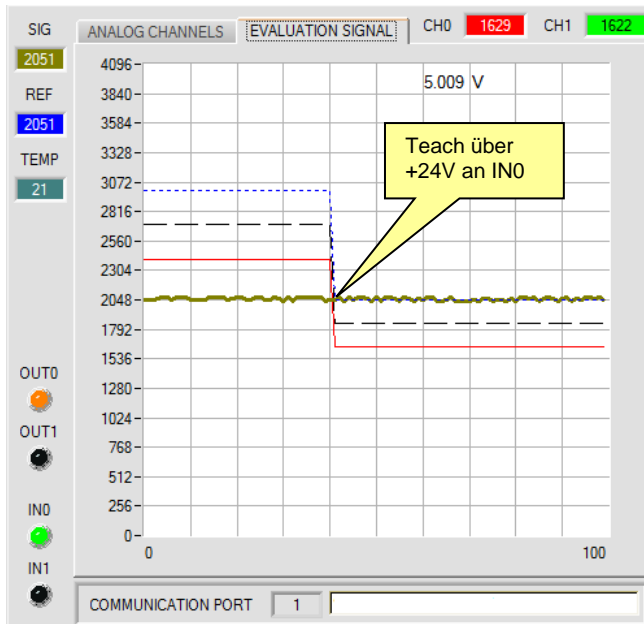 SIG
2051
REF
2051
TEMP
21
OUT0
OUT1
IN0
IN1
ANALOG CHANNELS
EVALUATION SIGNAL
CH0
1629
CH1
1622
5.009 V
Teach über
+24V an IN0
4096
3840
3584
3328
3072
2816
2560
2304
2048
1792
1536
1280
1024
768
512
256
0
0
100
COMMUNICATION PORT
1